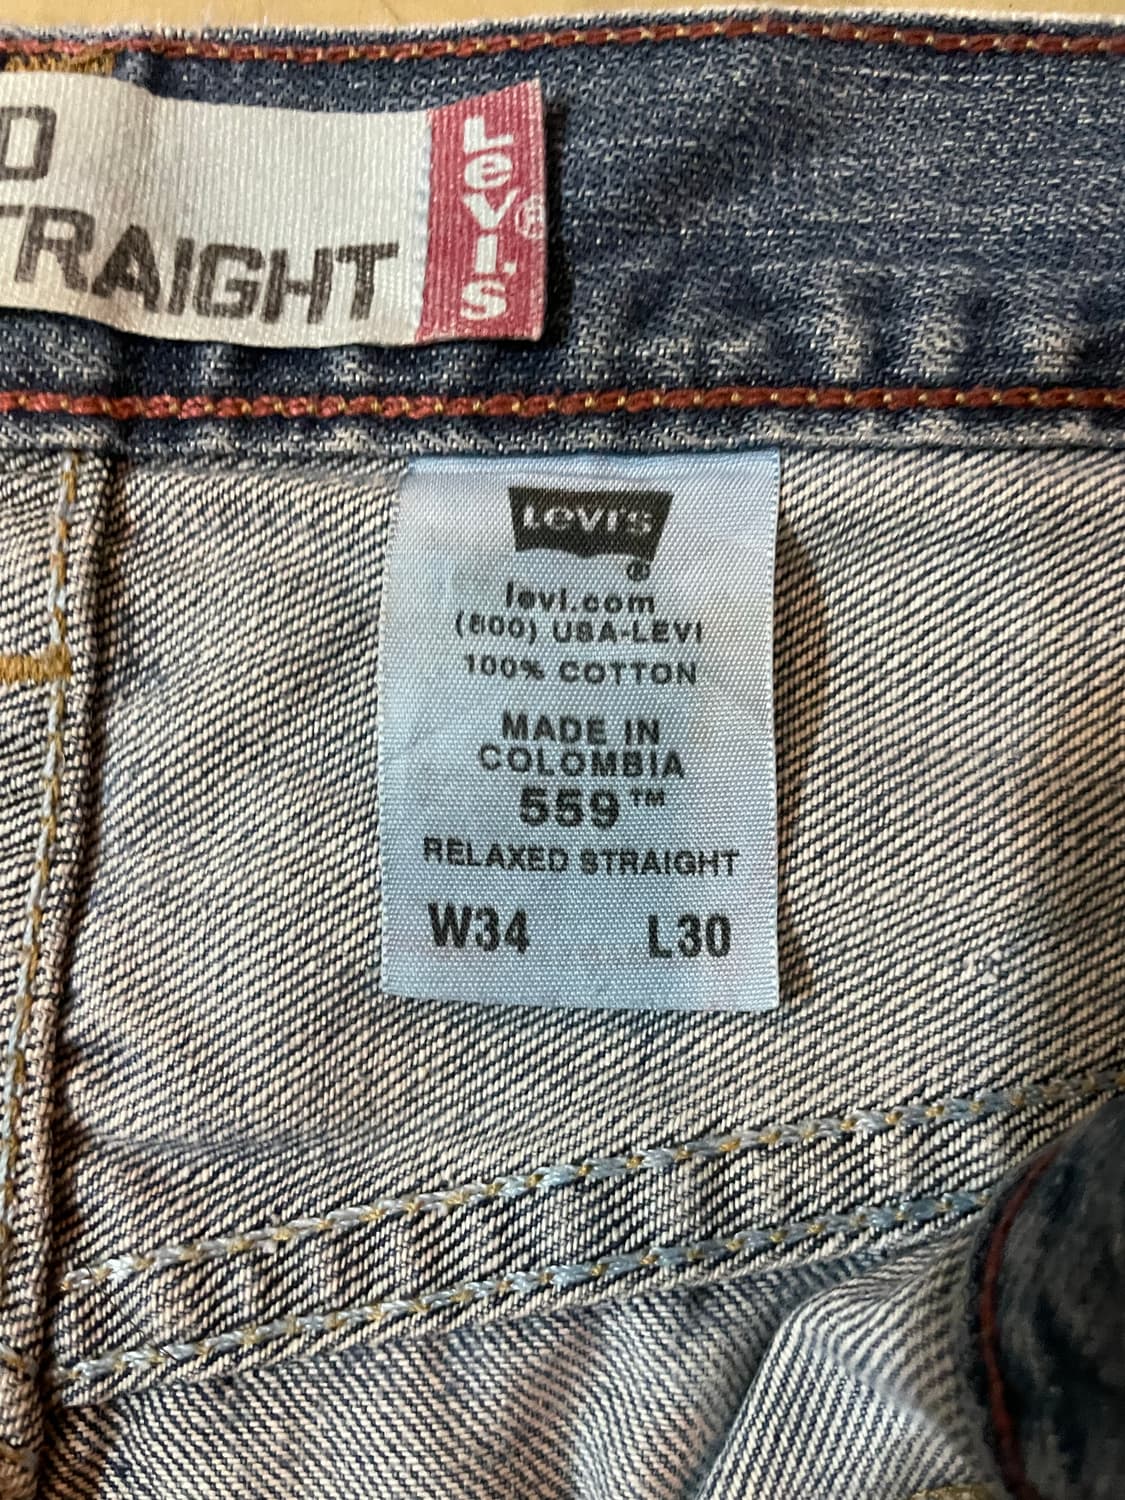 D
TRAIGHT
Levi's®
Levi's
®
levi.com
(800) USA-LEVI
100% COTTON
MADE IN
COLOMBIA
559™
RELAXED STRAIGHT
W34 L30